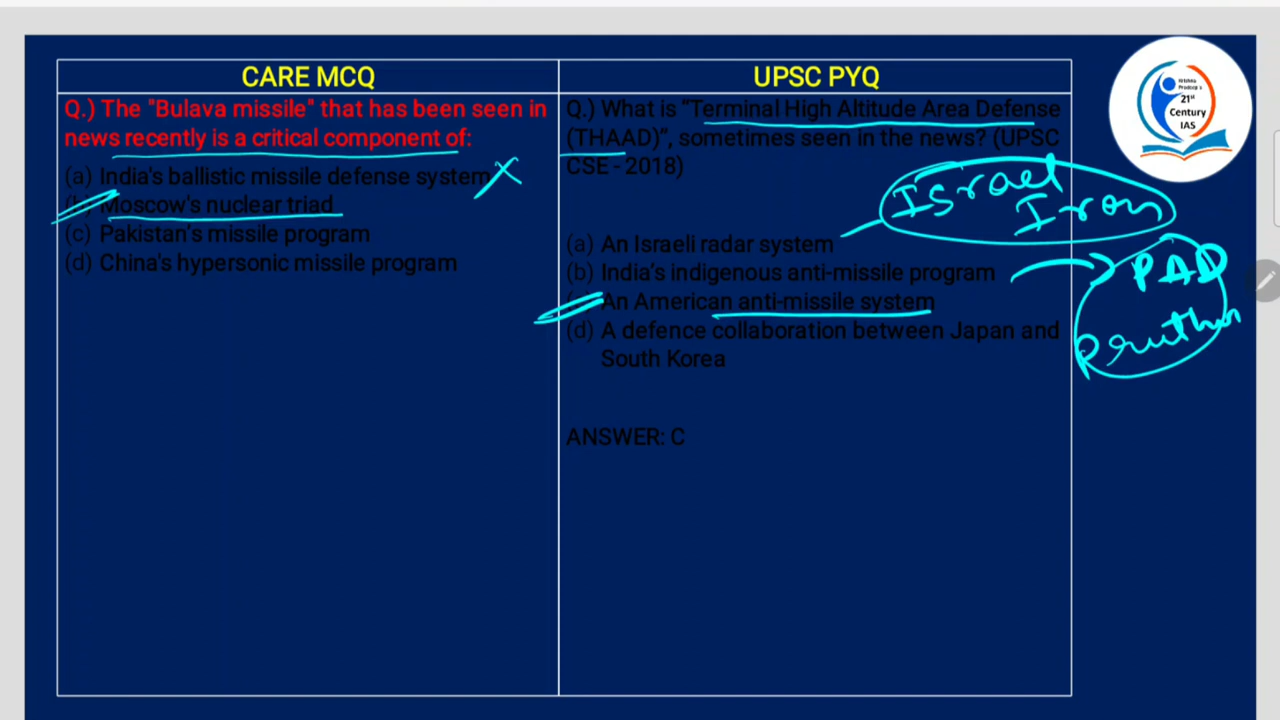 CARE MCQ
Q.) The "Bulava missile" that has been seen in
news recently is a critical component of:
(a) India's ballistic missile defense system
(b) Moscow's nuclear triad
(c) Pakistan's missile program
(d) China's hypersonic missile program
UPSC PYQ
Q.) What is "Terminal High Altitude Area Defense
(THAAD)”, sometimes seen in the news? (UPSC
CSE - 2018)
(a) An Israeli radar system
(b) India's indigenous anti-missile program
An American anti-missile system
(d) A defence collaboration between Japan and
South Korea
ANSWER: C
Israel
Iron
PAD
Krishna
Pradeep's
21st
Century
IAS